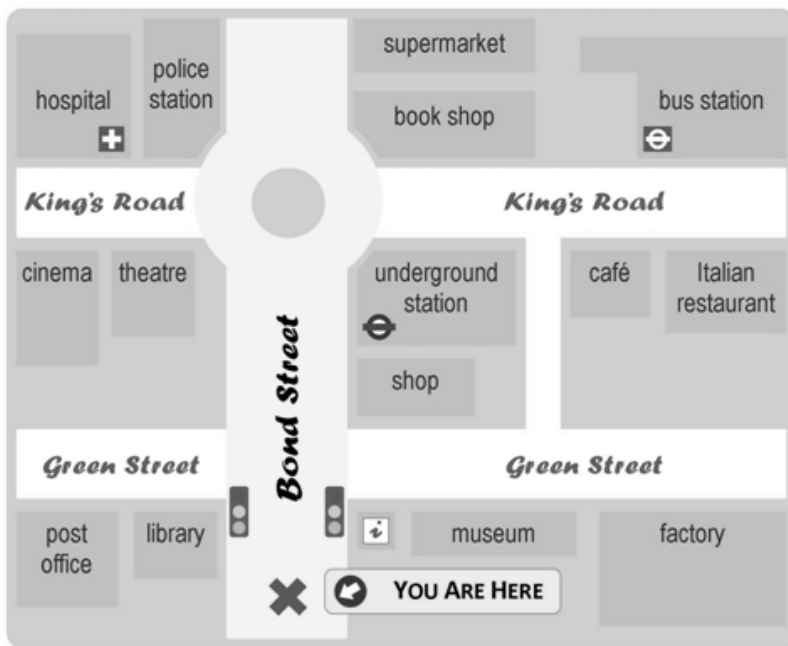 hospital
police
station
supermarket
book shop
bus station
King's Road
King's Road
cinema
theatre
underground
station
café
Italian
restaurant
shop
Bond Street
Green Street
Green Street
post
office
library
i
museum
factory
YOU ARE HERE